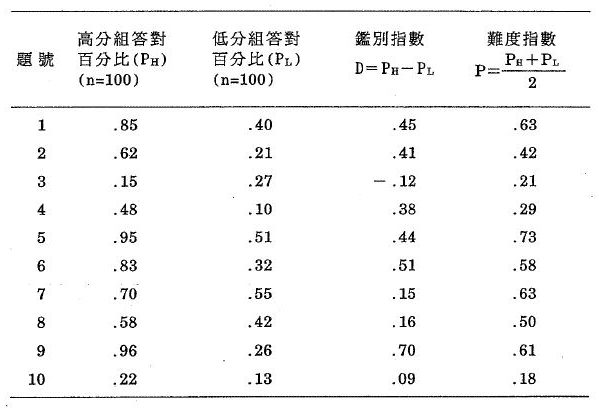 題號 高分組答對百分比(PH)(n=100) 低分組答對百分比(PL)(n=100) 鑑別指數 D=PH−PL 難度指數 P=PH+PL/2
1 .85 .40 .45 .63
2 .62 .21 .41 .42
3 .15 .27 −.12 .21
4 .48 .10 .38 .29
5 .95 .51 .44 .73
6 .83 .32 .51 .58
7 .70 .55 .15 .63
8 .58 .42 .16 .50
9 .96 .26 .70 .61
10 .22 .13 .09 .18